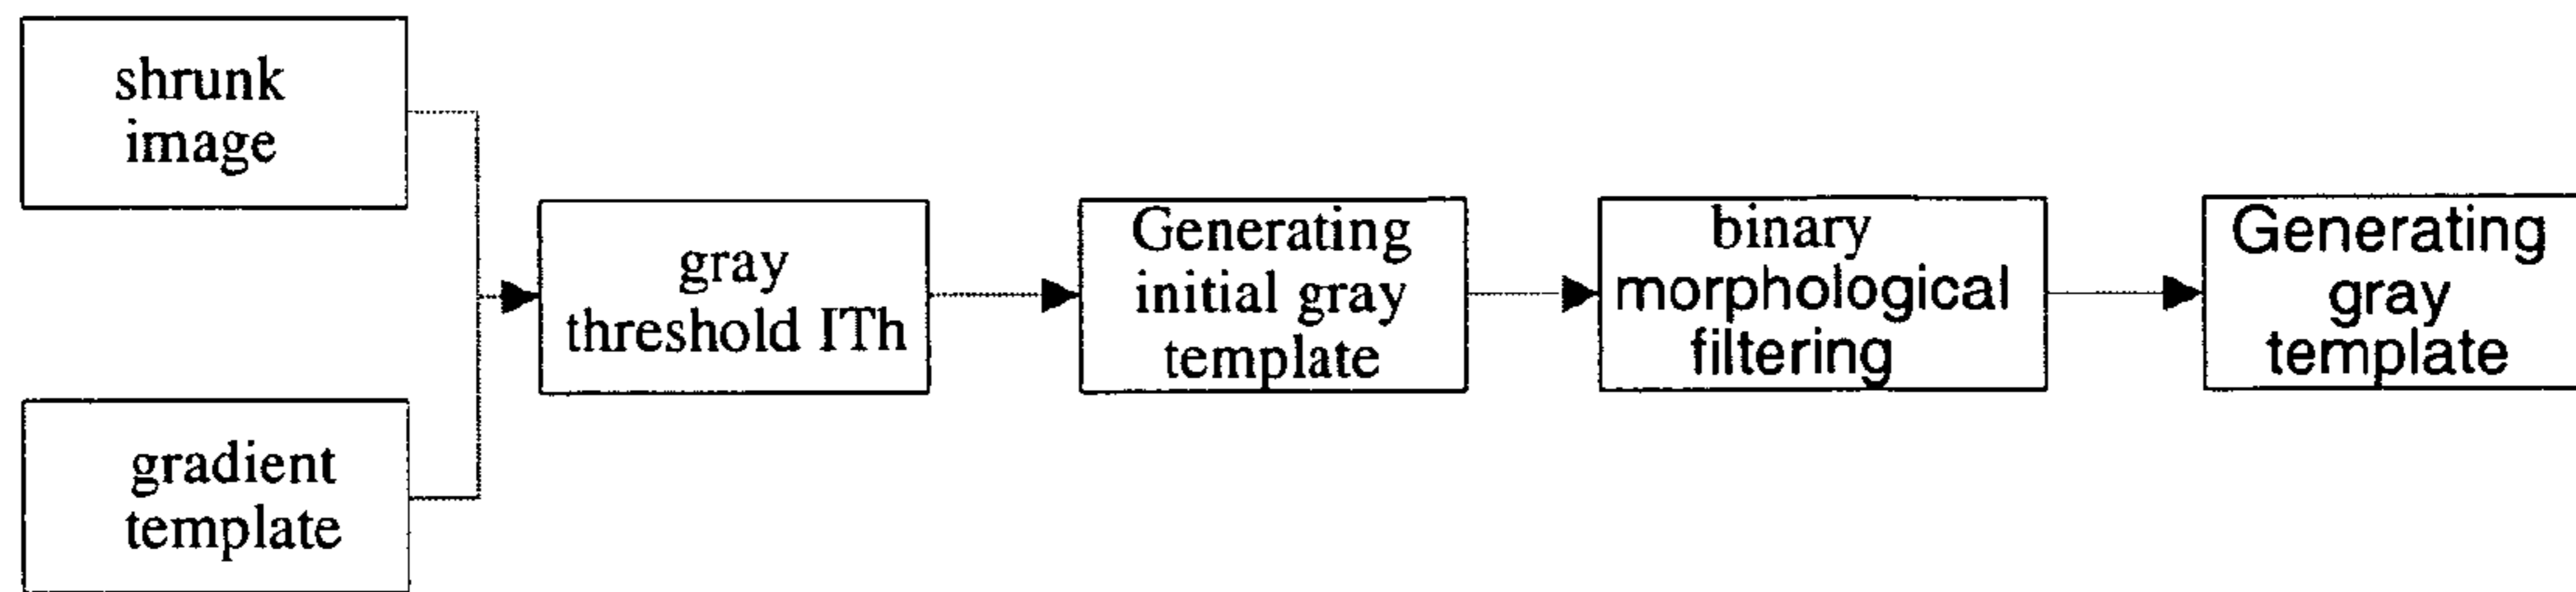 shrunk
image
gradient
template
gray
threshold ITh
Generating
initial gray
template
binary
morphological
filtering
Generating
gray
template